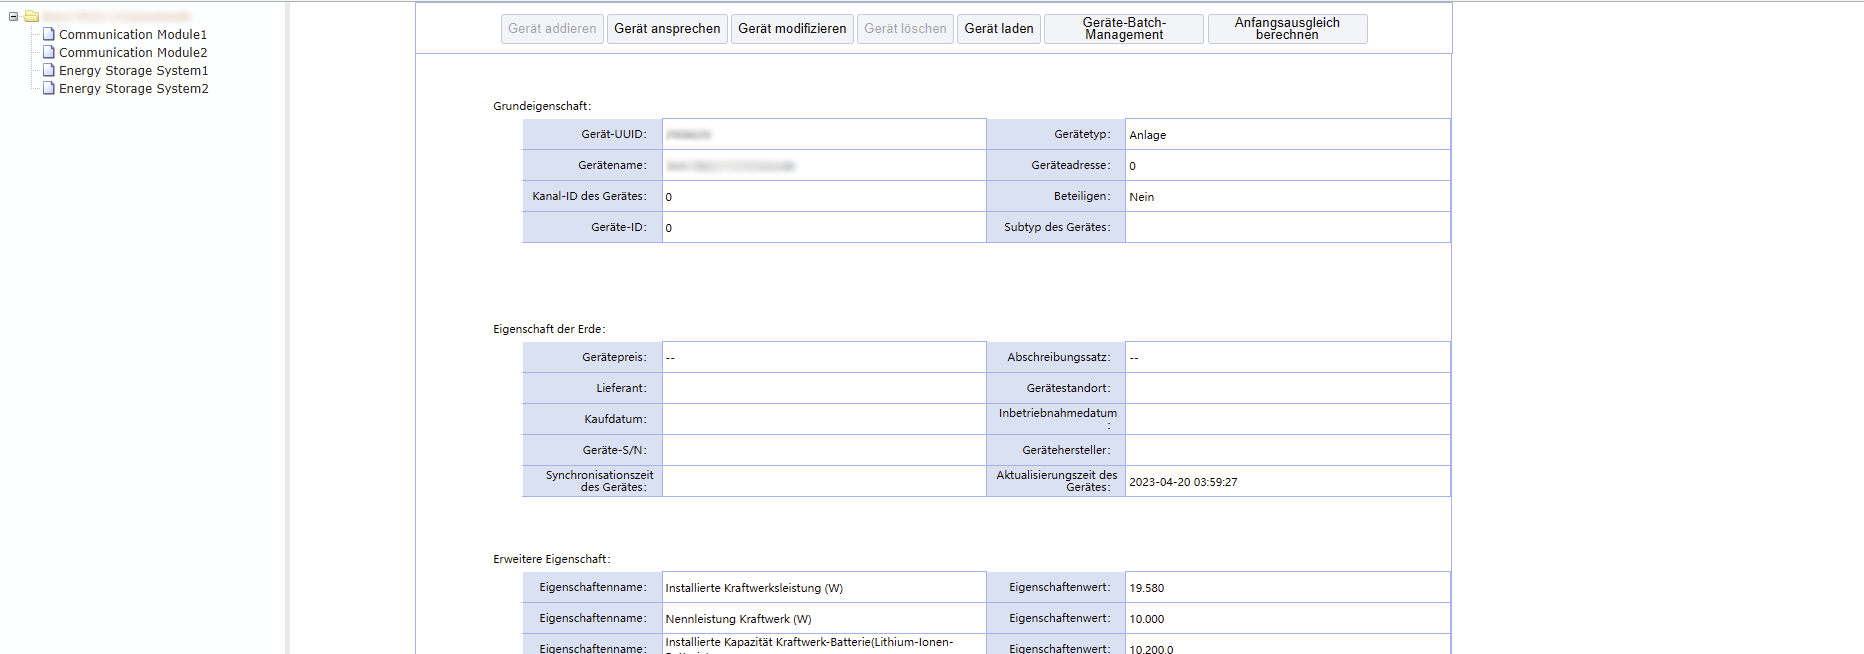 Communication Module1
Communication Module2
Energy Storage System1
Energy Storage System2
Gerät addieren Gerät ansprechen Gerät modifizieren Gerät löschen Gerät laden Geräte-Batch-
Management Anfangsausgleich
berechnen
Grundeigenschaft:
Gerät-UUID: Gerätetyp: Anlage
Gerätename: Geräteadresse: 0
Kanal-ID des Gerätes: 0 Beteiligen: Nein
Geräte-ID: 0 Subtyp des Gerätes:
Eigenschaft der Erde:
Gerätepreis: -- Abschreibungssatz: --
Lieferant: Gerätestandort:
Kaufdatum: Inbetriebnahmedatum
:
Geräte-S/N: Gerätehersteller:
Synchronisationszeit
des Gerätes: Aktualisierungszeit des
Gerätes: 2023-04-20 03:59:27
Erweitere Eigenschaft:
Eigenschaftenname: Installierte Kraftwerksleistung (W) Eigenschaftenwert: 19.580
Eigenschaftenname: Nennleistung Kraftwerk (W) Eigenschaftenwert: 10.000
Eigenschaftenname: Installierte Kapazität Kraftwerk-Batterie(Lithium-Ionen- Eigenschaftenwert: 10.200,0